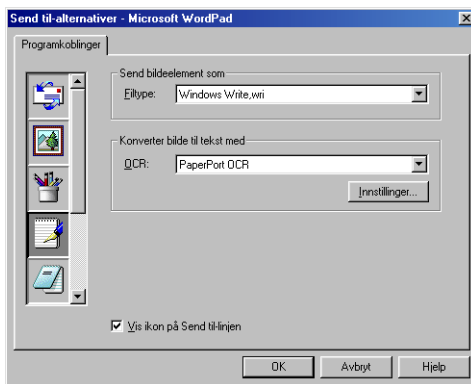 Send til-alternativer - Microsoft WordPad
Programkoblinger
Send bildeelement som
Filtype: Windows Write,wri
Konverter bilde til tekst med
OCR: PaperPort OCR
Innstillinger...
Vis ikon på Send til-linjen
OK Avbryt Hjelp